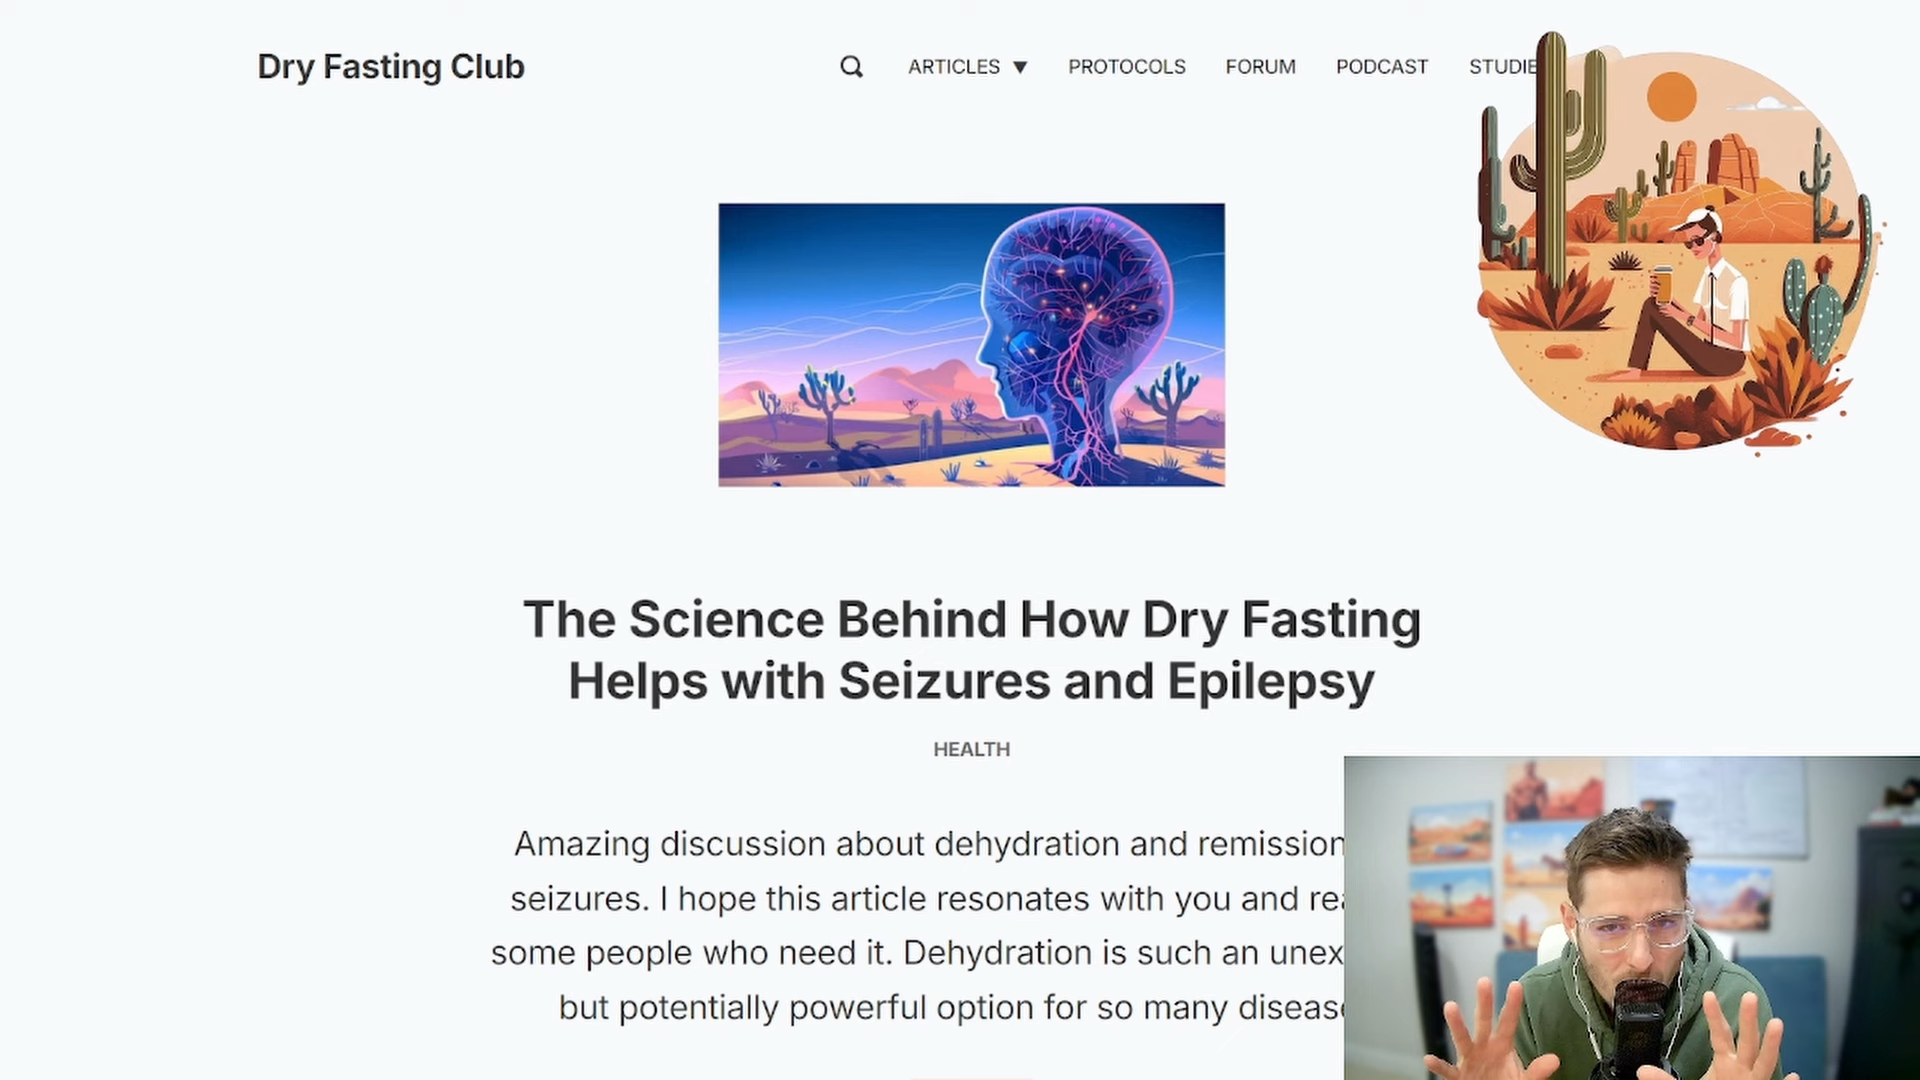 Dry Fasting Club
ARTICLES ▼ PROTOCOLS FORUM PODCAST
The Science Behind How Dry Fasting
Helps with Seizures and Epilepsy
HEALTH
Amazing discussion about dehydration and remission
seizures. I hope this article resonates with you and
some people who need it. Dehydration is such an
but potentially powerful option for so many